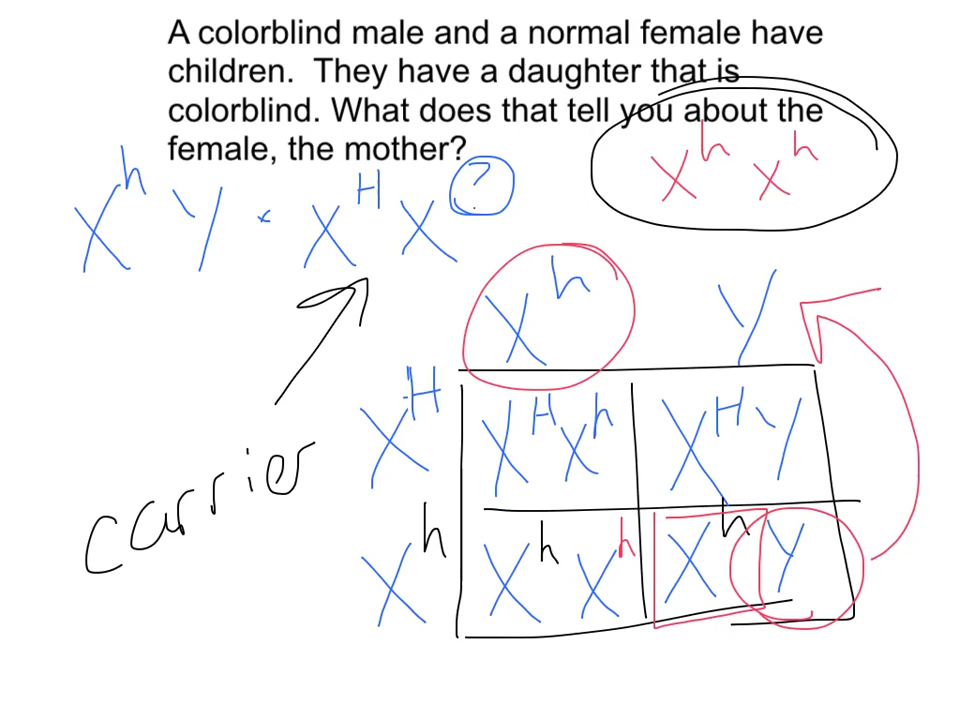 A colorblind male and a normal female have
children. They have a daughter that is
colorblind. What does that tell you about the
female, the mother?
X^h X^h
X^h Y × X^H X^?
X^h Y
X^H X^H X^h X^H Y
carrier
X^h X^h X^h X^h Y